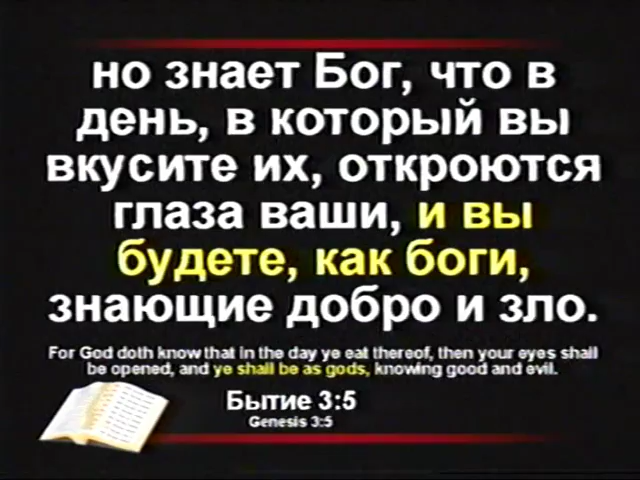 но знает Бог, что в
день, в который вы
вкусите их, откроются
глаза ваши, и вы
будете, как боги,
знающие добро и зло.
For God doth know that in the day ye eat thereof, then your eyes shall
be opened, and ye shall be as gods, knowing good and evil.
Бытие 3:5
Genesis 3:5